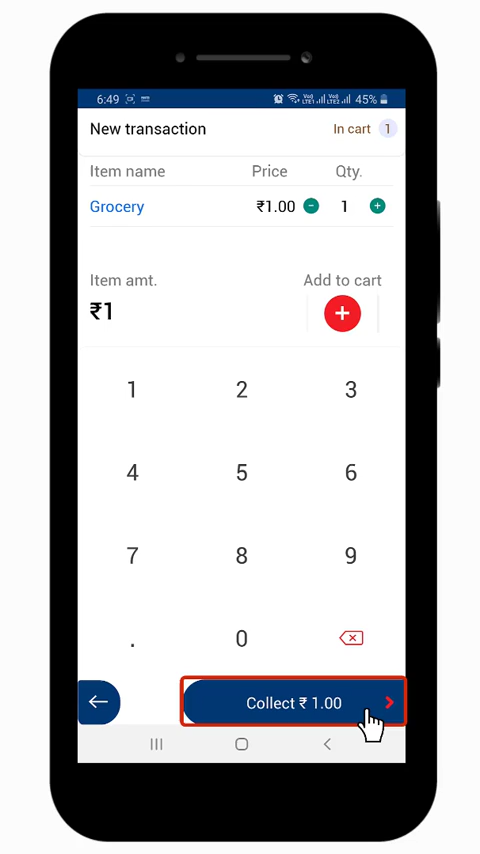 6:49 45%
New transaction In cart 1
Item name Price Qty.
Grocery ₹1.00 - 1 +
Item amt. Add to cart
₹1 +
1 2 3
4 5 6
7 8 9
. 0
Collect ₹ 1.00